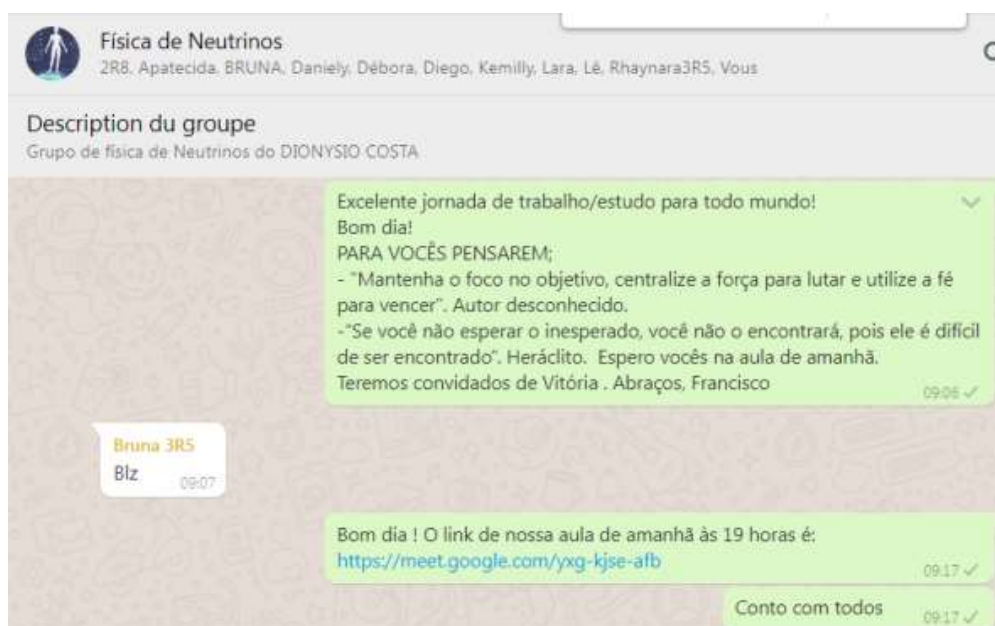 Física de Neutrinos
2R8, Apatecida, BRUNA, Daniely, Débora, Diego, Kemilly, Lara, Lê, Rhaynara3R5, Vous
Description du groupe
Grupo de física de Neutrinos do DIONYSIO COSTA
Excelente jornada de trabalho/estudo para todo mundo!
Bom dia!
PARA VOCÊS PENSAREM;
- "Mantenha o foco no objetivo, centralize a força para lutar e utilize a fé
para vencer". Autor desconhecido.
-"Se você não esperar o inesperado, você não o encontrará, pois ele é difícil
de ser encontrado". Heráclito. Espero vocês na aula de amanhã.
Teremos convidados de Vitória . Abraços, Francisco
09:06
Bruna 3R5
Blz
09:07
Bom dia ! O link de nossa aula de amanhã às 19 horas é:
https://meet.google.com/yxg-kjse-afb
09:17
Conto com todos
09:17